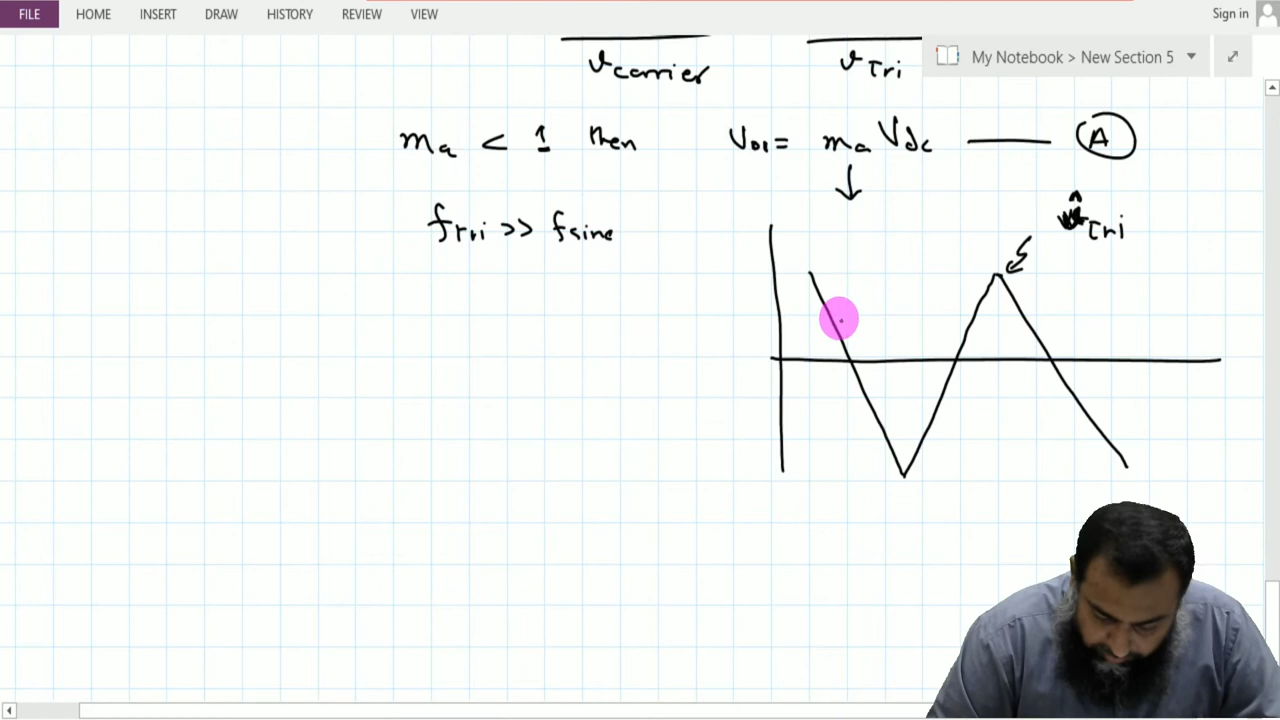 FILE HOME INSERT DRAW HISTORY REVIEW VIEW Sign in
My Notebook > New Section 5
Vcarrier VTri
ma < 1 then Vo1 = ma Vdc — A
fTri >> fsine
^Tri